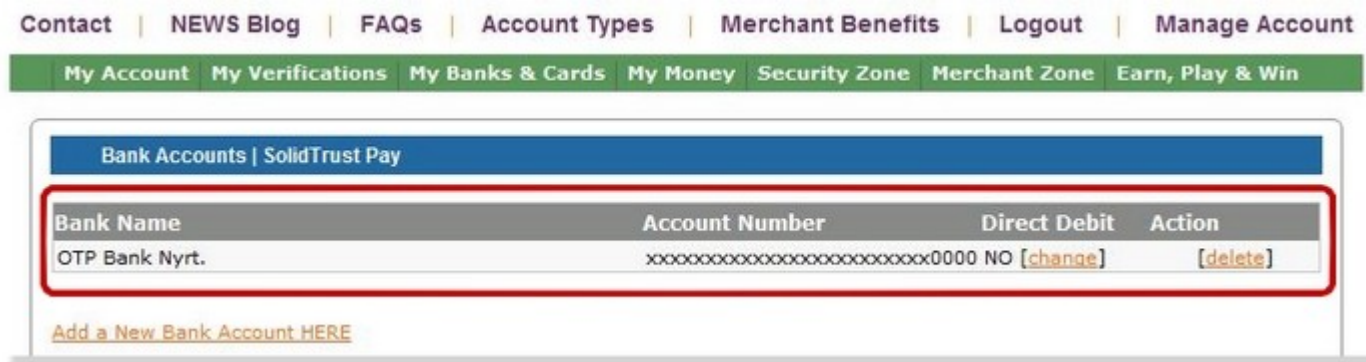 Contact | NEWS Blog | FAQs | Account Types | Merchant Benefits | Logout | Manage Account
My Account | My Verifications | My Banks & Cards | My Money | Security Zone | Merchant Zone | Earn, Play & Win
Bank Accounts | SolidTrust Pay
Bank Name Account Number Direct Debit Action
OTP Bank Nyrt. xxxxxxxxxxxxxxxxxxxxxxxx0000 NO [change] [delete]
Add a New Bank Account HERE